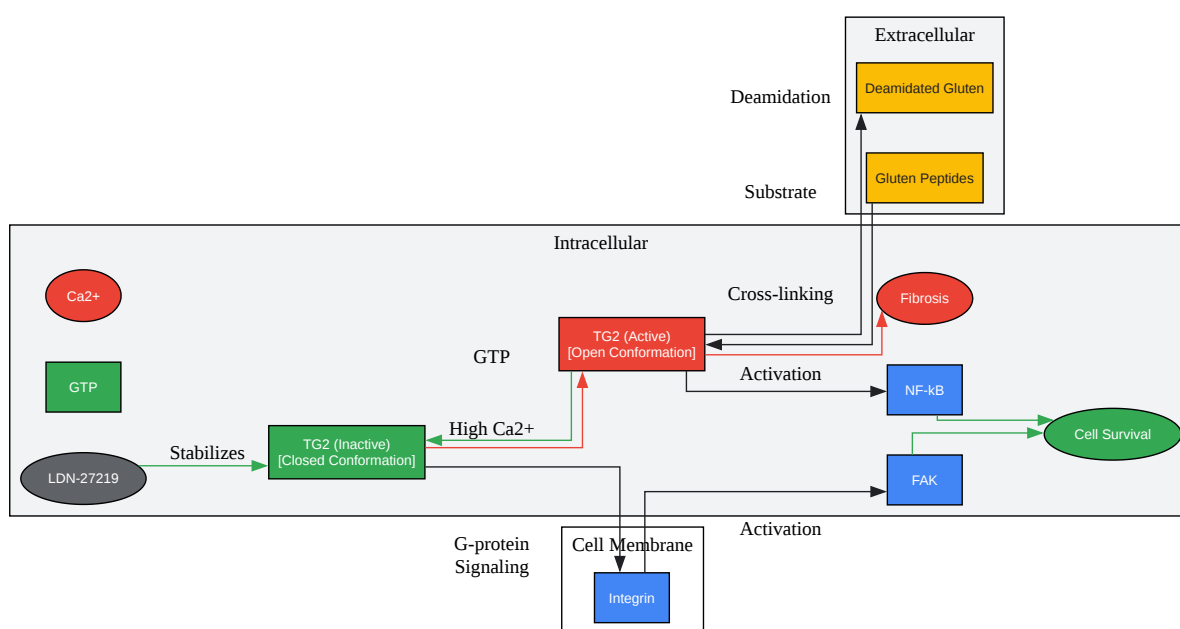 Extracellular
Deamidated Gluten
Deamidation
Gluten Peptides
Substrate
Intracellular
Ca2+
Cross-linking
Fibrosis
TG2 (Active)
[Open Conformation]
GTP
Activation
GTP
NF-kB
High Ca2+
TG2 (Inactive)
[Closed Conformation]
Cell Survival
Stabilizes
LDN-27219
FAK
Activation
G-protein
Signaling
Cell Membrane
Integrin